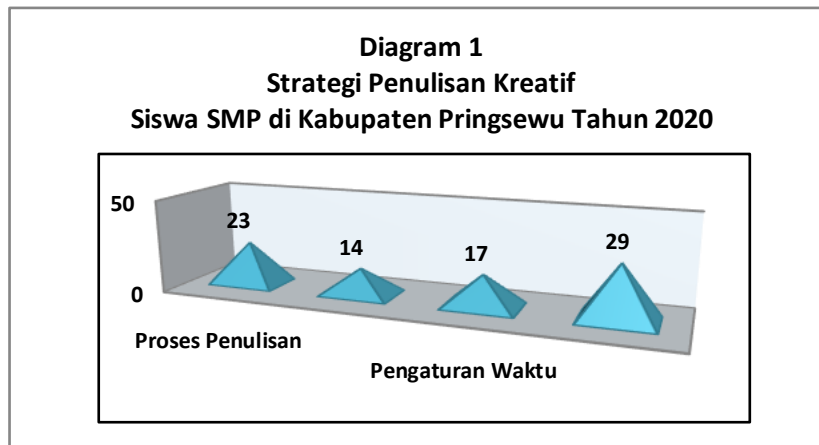 Diagram 1
Strategi Penulisan Kreatif
Siswa SMP di Kabupaten Pringsewu Tahun 2020
50
23
14
17
29
0
Proses Penulisan
Pengaturan Waktu